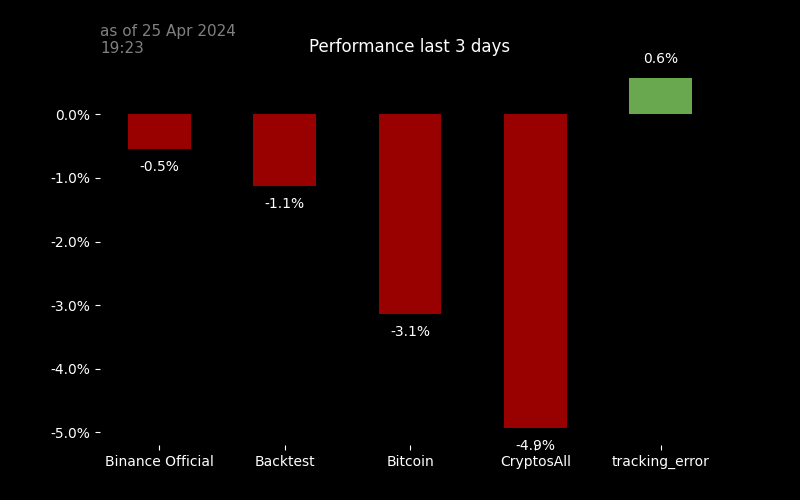 as of 25 Apr 2024
19:23
Performance last 3 days
0.6%
0.0%
-0.5%
-1.0%
-1.1%
-2.0%
-3.0%
-3.1%
-4.0%
-5.0%
-4.9%
Binance Official
Backtest
Bitcoin
CryptosAll
tracking_error